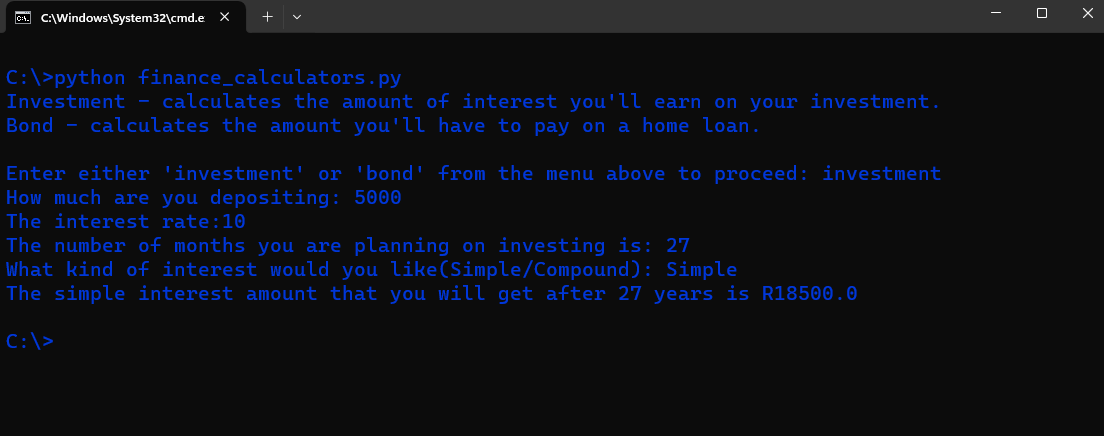 C:\Windows\System32\cmd.e
C:\>python finance_calculators.py
Investment - calculates the amount of interest you'll earn on your investment.
Bond - calculates the amount you'll have to pay on a home loan.
Enter either 'investment' or 'bond' from the menu above to proceed: investment
How much are you depositing: 5000
The interest rate:10
The number of months you are planning on investing is: 27
What kind of interest would you like(Simple/Compound): Simple
The simple interest amount that you will get after 27 years is R18500.0
C:\>